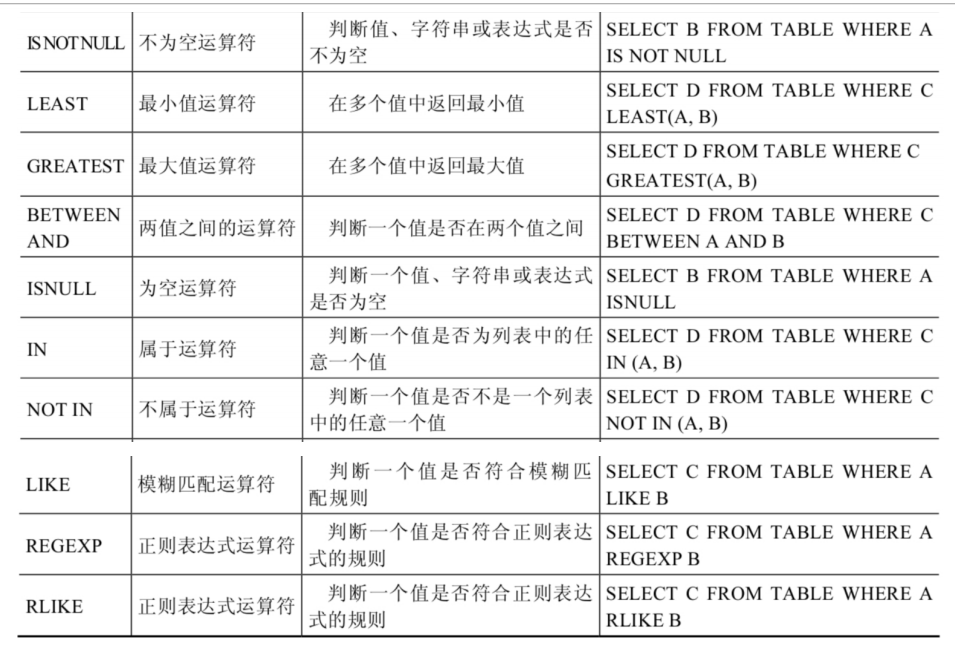 IS NOT NULL 不为空运算符 判断值、字符串或表达式是否 SELECT B FROM TABLE WHERE A
不为空 IS NOT NULL
LEAST 最小值运算符 在多个值中返回最小值 SELECT D FROM TABLE WHERE C
LEAST(A, B)
GREATEST 最大值运算符 在多个值中返回最大值 SELECT D FROM TABLE WHERE C
GREATEST(A, B)
BETWEEN 两值之间的运算符 判断一个值是否在两个值之间 SELECT D FROM TABLE WHERE C
AND BETWEEN A AND B
ISNULL 为空运算符 判断一个值、字符串或表达式 SELECT B FROM TABLE WHERE A
是否为空 ISNULL
IN 属于运算符 判断一个值是否为列表中的任 SELECT D FROM TABLE WHERE C
意一个值 IN (A, B)
NOT IN 不属于运算符 判断一个值是否不是一个列表 SELECT D FROM TABLE WHERE C
中的任意一个值 NOT IN (A, B)
LIKE 模糊匹配运算符 判断一个值是否符合模糊匹 SELECT C FROM TABLE WHERE A
配规则 LIKE B
REGEXP 正则表达式运算符 判断一个值是否符合正则表达 SELECT C FROM TABLE WHERE A
式的规则 REGEXP B
RLIKE 正则表达式运算符 判断一个值是否符合正则表达 SELECT C FROM TABLE WHERE A
式的规则 RLIKE B